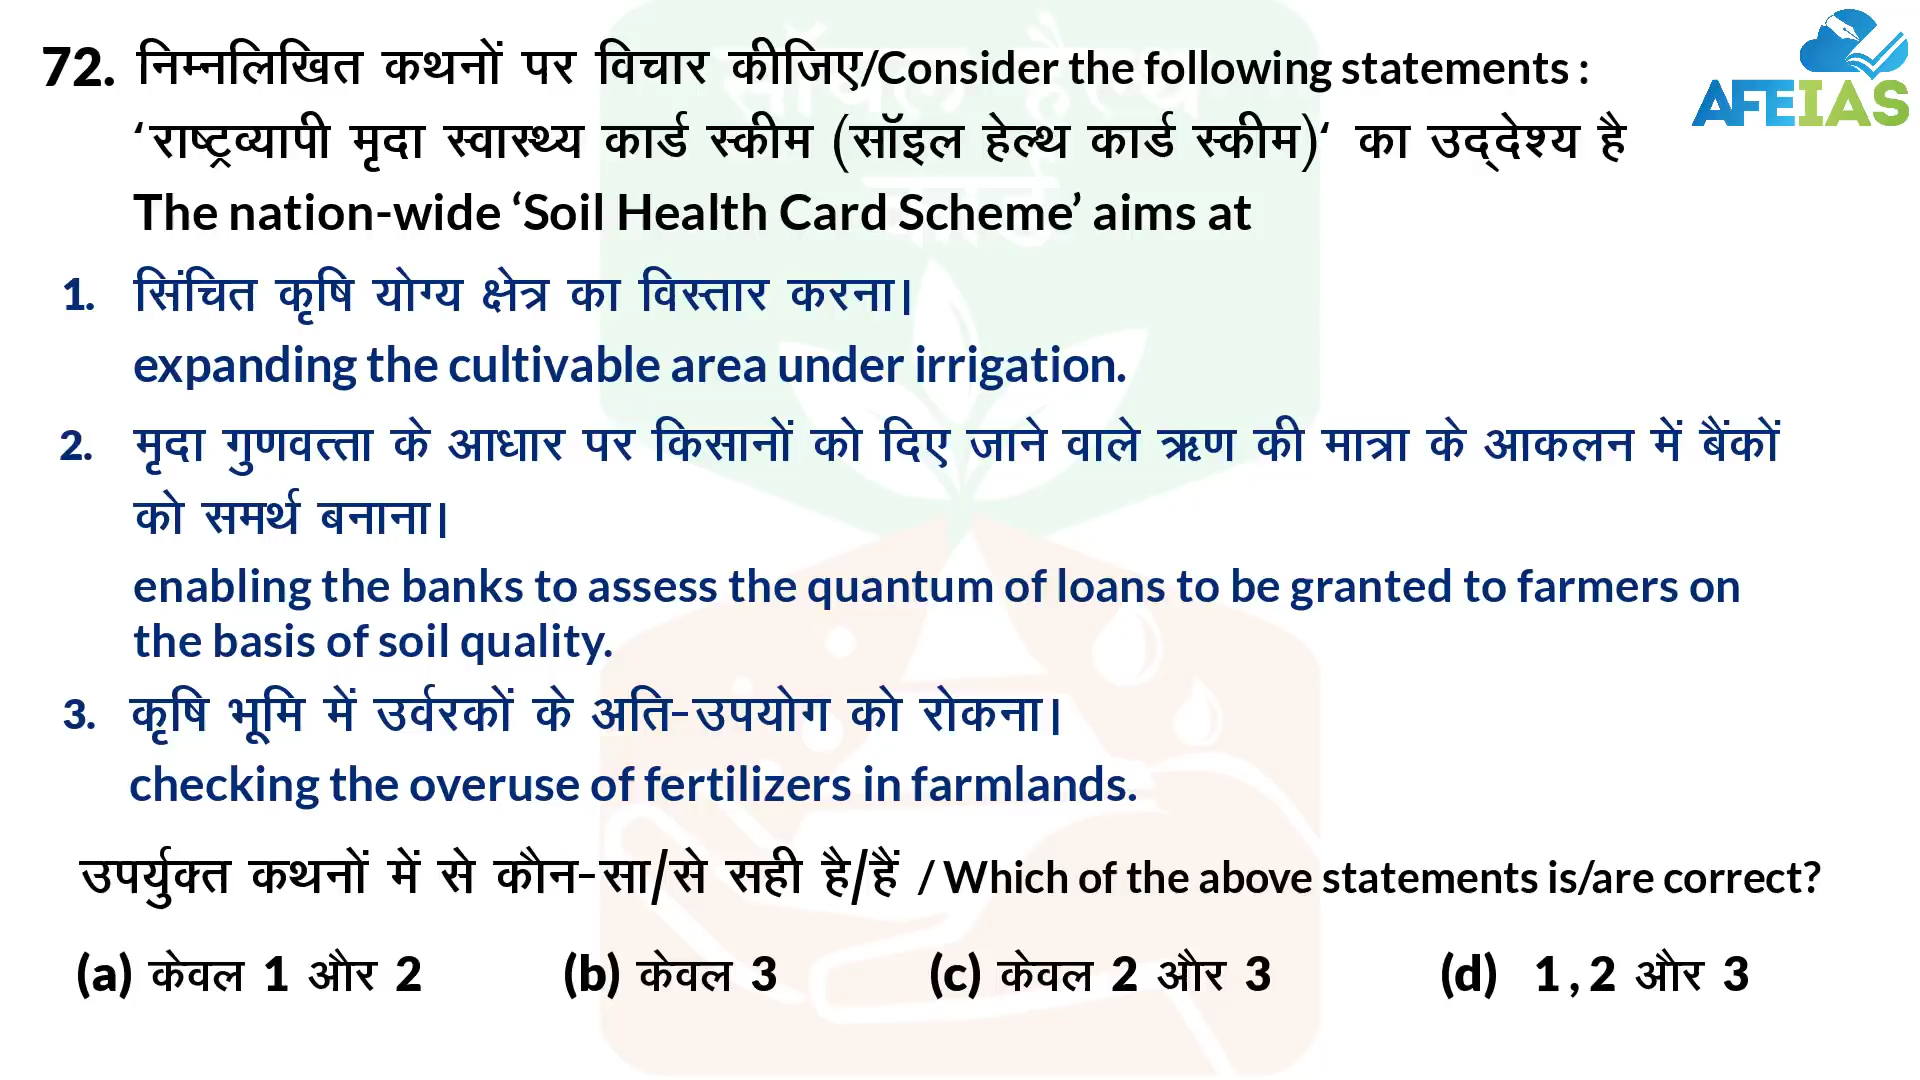 72. निम्नलिखित कथनों पर विचार कीजिए/Consider the following statements :
AFEIAS
‘राष्ट्रव्यापी मृदा स्वास्थ्य कार्ड स्कीम (सॉइल हेल्थ कार्ड स्कीम)‘ का उद्देश्य है
The nation-wide ‘Soil Health Card Scheme’ aims at
1. सिंचित कृषि योग्य क्षेत्र का विस्तार करना।
expanding the cultivable area under irrigation.
2. मृदा गुणवत्ता के आधार पर किसानों को दिए जाने वाले ऋण की मात्रा के आकलन में बैंकों
को समर्थ बनाना।
enabling the banks to assess the quantum of loans to be granted to farmers on
the basis of soil quality.
3. कृषि भूमि में उर्वरकों के अति-उपयोग को रोकना।
checking the overuse of fertilizers in farmlands.
उपर्युक्त कथनों में से कौन-सा/से सही है/हैं / Which of the above statements is/are correct?
(a) केवल 1 और 2 (b) केवल 3 (c) केवल 2 और 3 (d) 1 , 2 और 3